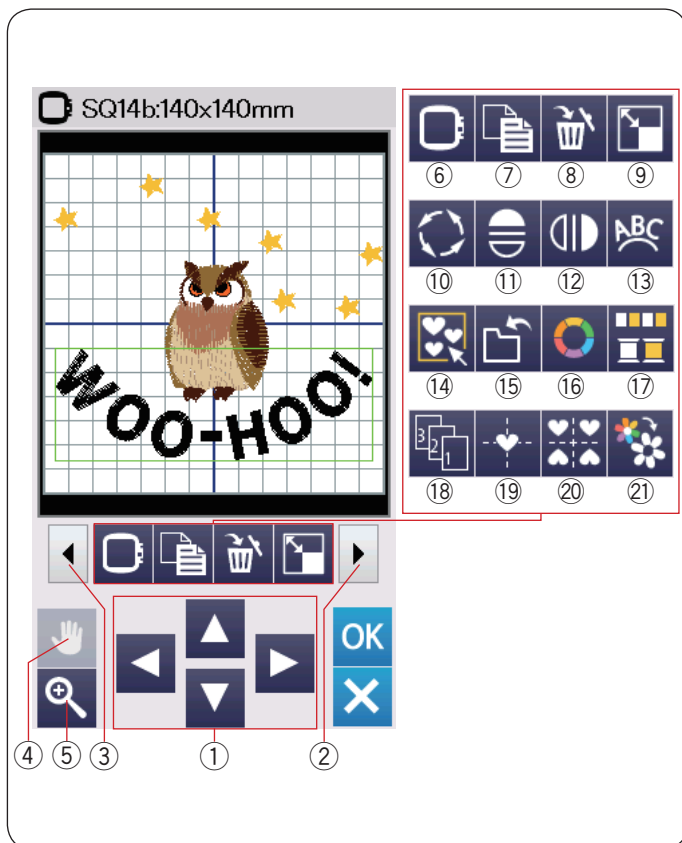 SQ14b:140x140mm
⑥ ⑦ ⑧ ⑨
ABC
⑩ ⑪ ⑫ ⑬
WOO-HOO!
⑭ ⑮ ⑯ ⑰
3 2 1
⑱ ⑲ ⑳ ㉑
OK
④ ⑤ ③ ① ②